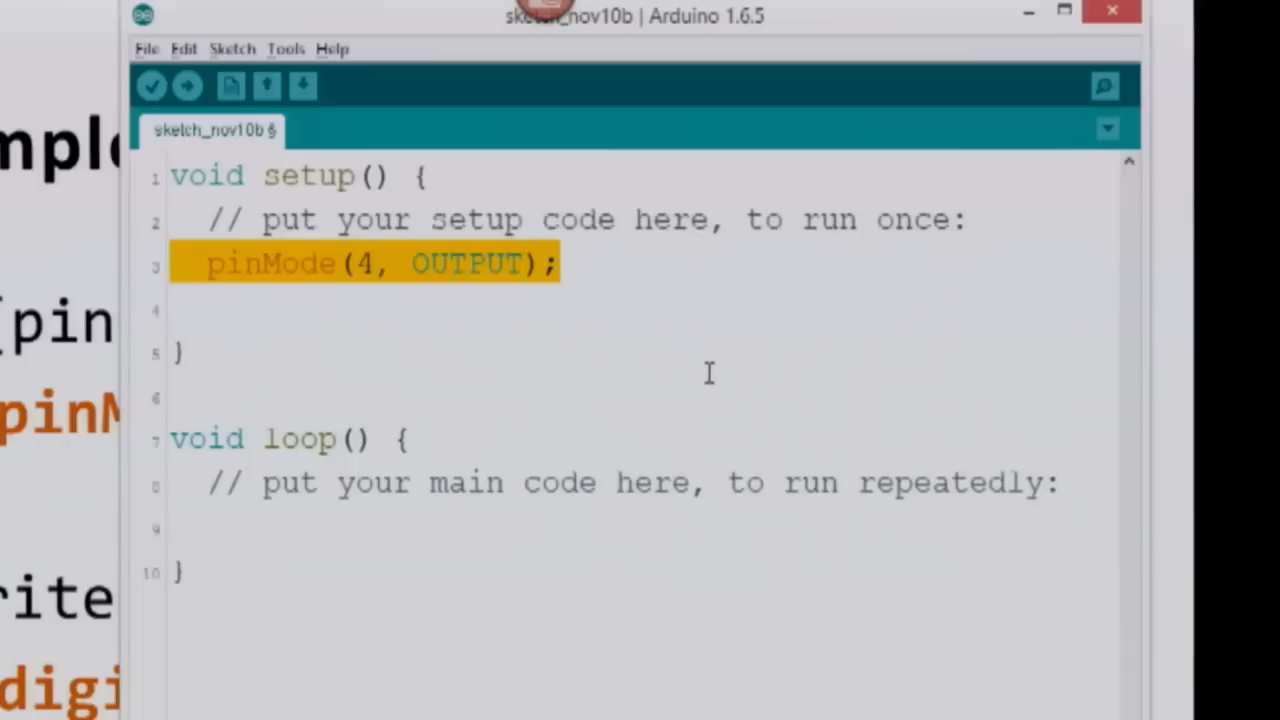 sketch_nov10b | Arduino 1.6.5
File Edit Sketch Tools Help
sketch_nov10b §
1 void setup() {
2 // put your setup code here, to run once:
3 pinMode(4, OUTPUT);
4
5 }
6
7 void loop() {
8 // put your main code here, to run repeatedly:
9
10 }
mpl
(pin
pinM
rite
digi